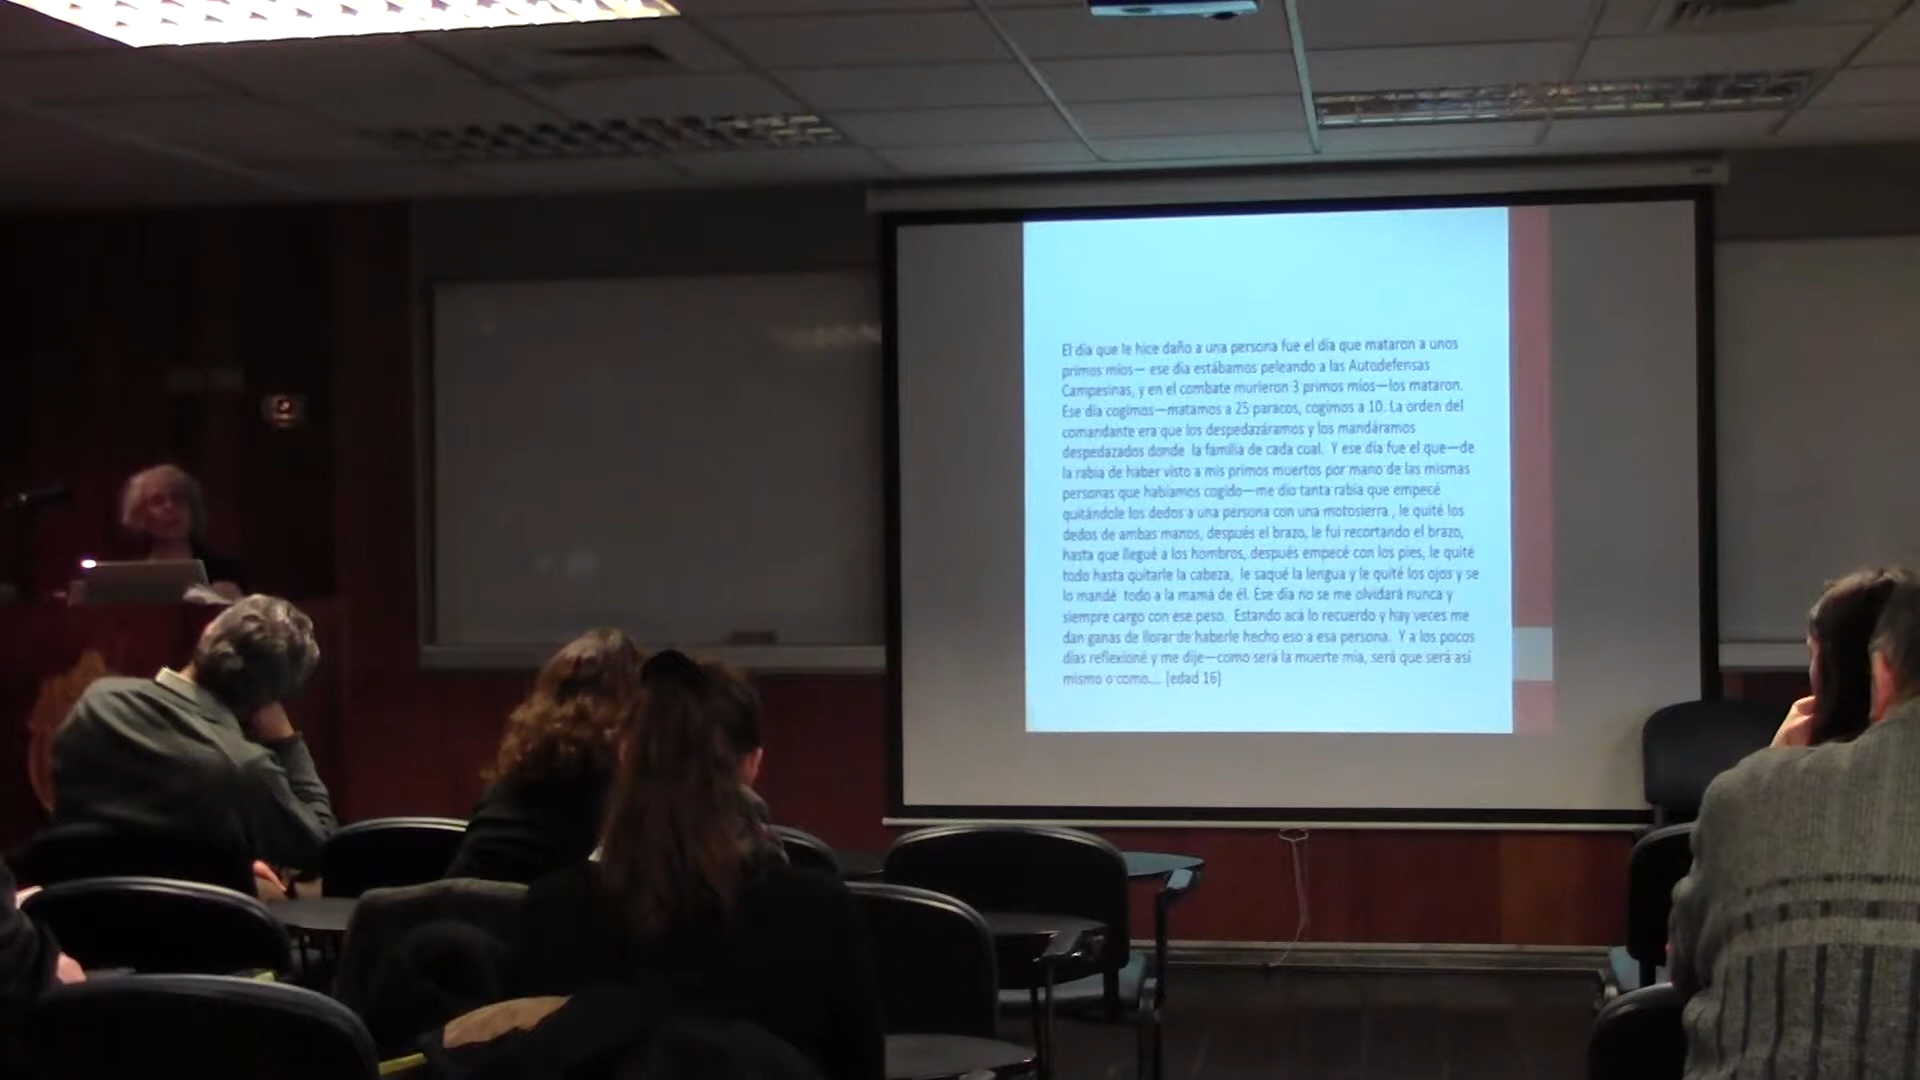 El día que le hice daño a una persona fue el día que mataron a unos
primos míos— ese día estábamos peleando a las Autodefensas
Campesinas, y en el combate murieron 3 primos míos—los mataron.
Ese día cogimos—matamos a 25 paracos, cogimos a 10. La orden del
comandante era que los despedazáramos y los mandáramos
despedazados donde la familia de cada cual. Y ese día fue el que—de
la rabia de haber visto a mis primos muertos por mano de las mismas
personas que habíamos cogido—me dio tanta rabia que empecé
quitándole los dedos a una persona con una motosierra , le quité los
dedos de ambas manos, después el brazo, le fui recortando el brazo,
hasta que llegué a los hombros, después empecé con los pies, le quité
todo hasta quitarle la cabeza, le saqué la lengua y le quité los ojos y se
lo mandé todo a la mamá de él. Ese día no se me olvidará nunca y
siempre cargo con ese peso. Estando acá lo recuerdo y hay veces me
dan ganas de llorar de haberle hecho eso a esa persona. Y a los pocos
días reflexioné y me dije—como será la muerte mía, será que será así
mismo o como.... [edad 16]